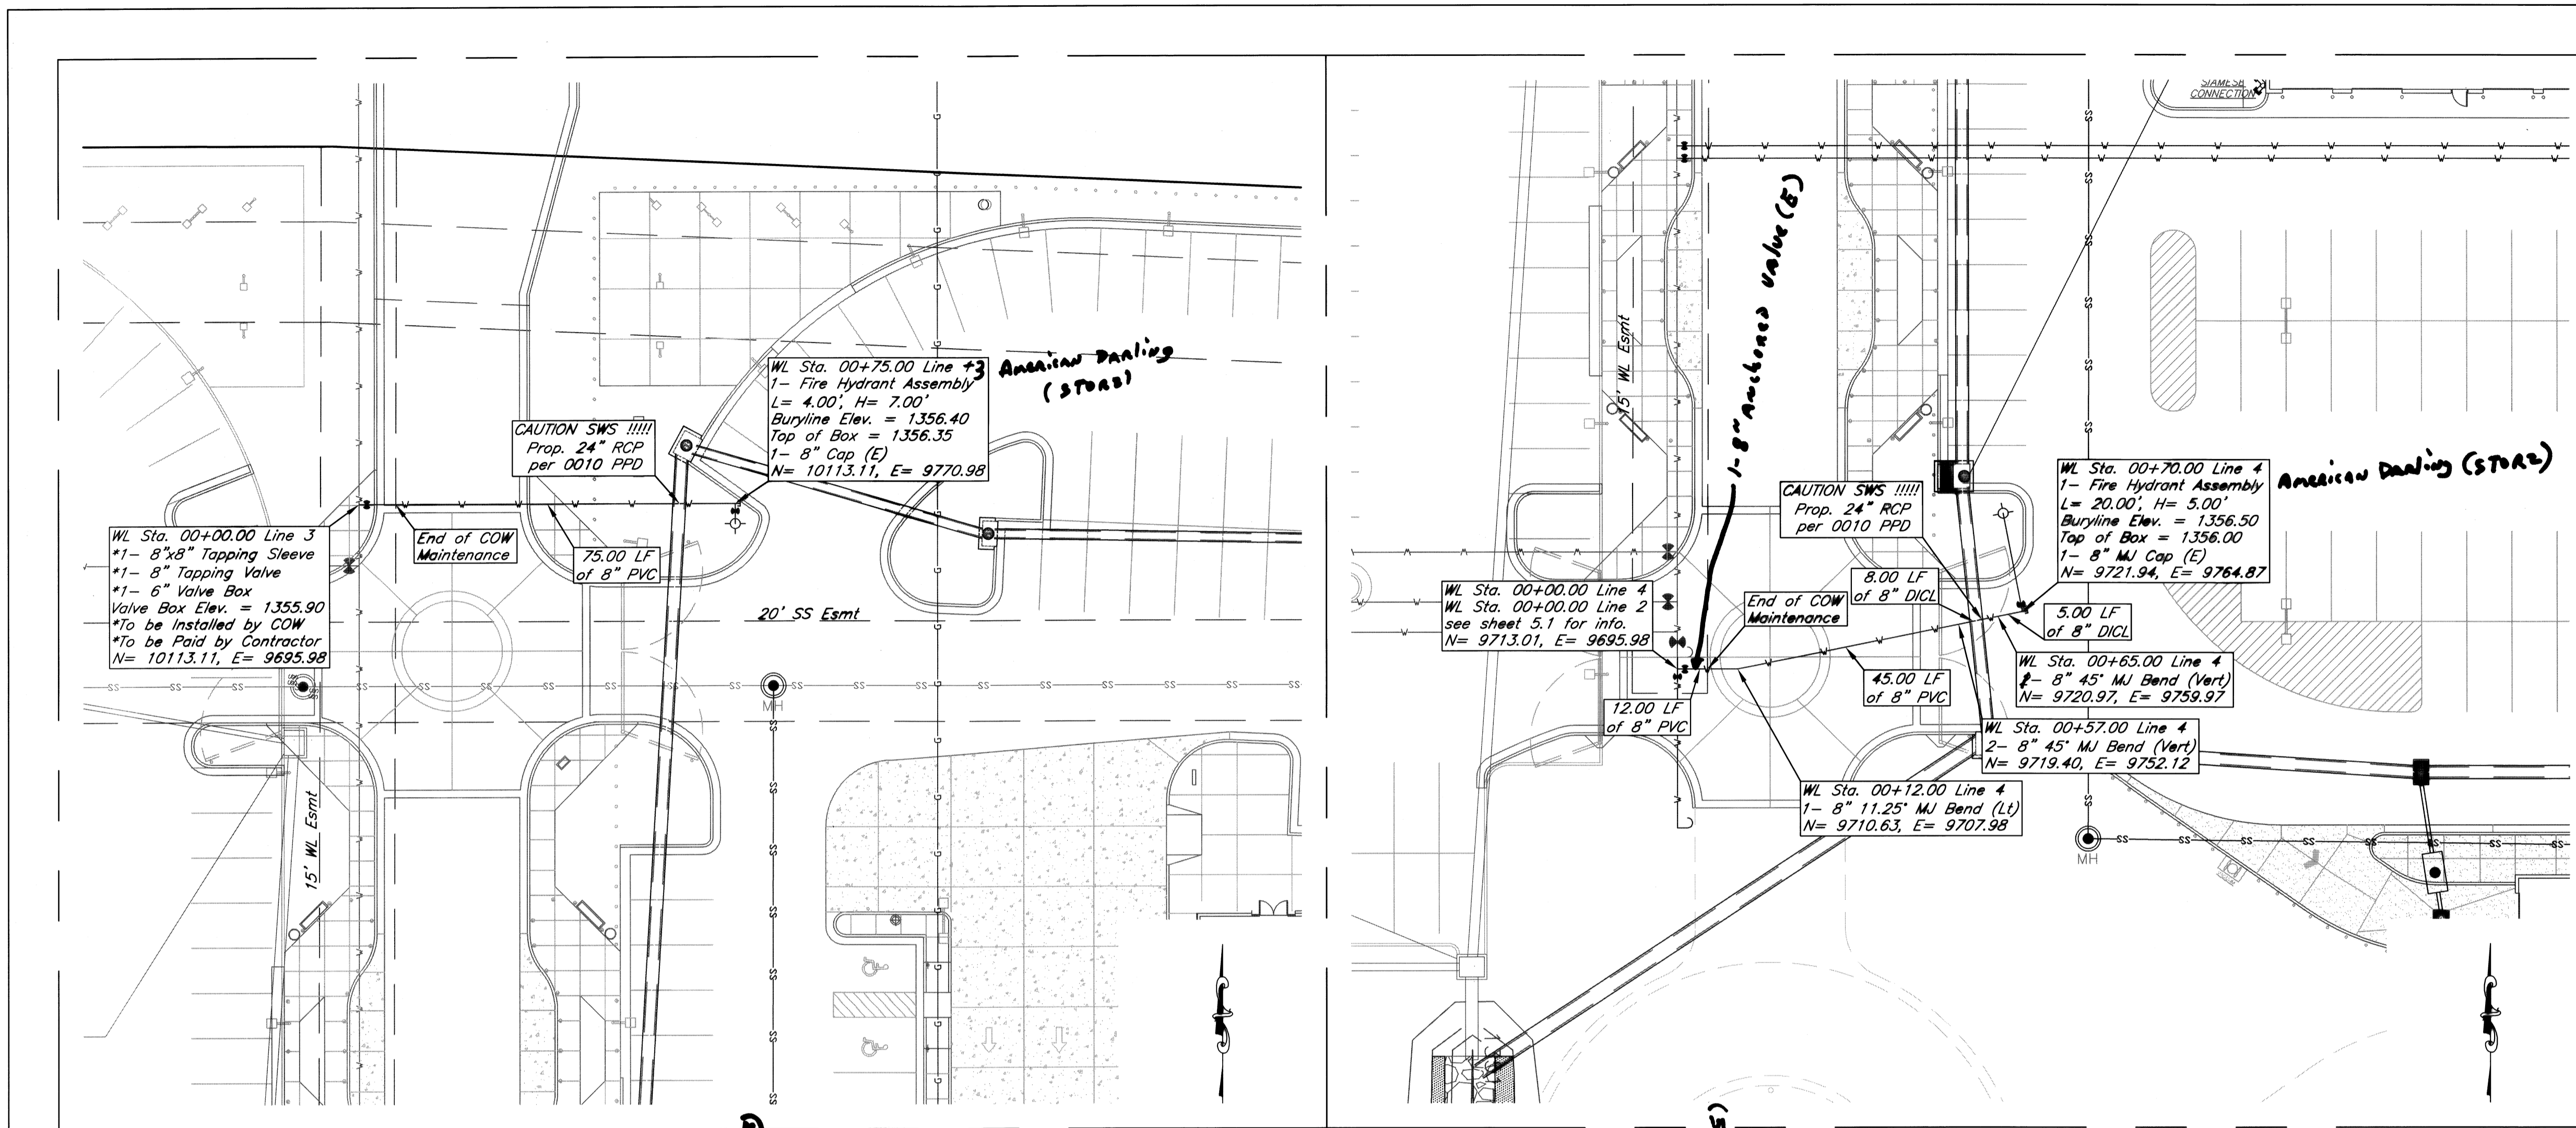 WL Sta. 00+75.00 Line 3
1- Fire Hydrant Assembly
L= 4.00', H= 7.00'
Buryline Elev. = 1356.40
Top of Box = 1356.35
1- 8" Cap (E)
N= 10113.11, E= 9770.98
American Darling
(STORZ)
CAUTION SWS !!!!!
Prop. 24" RCP
per 0010 PPD
WL Sta. 00+00.00 Line 3
*1- 8"x8" Tapping Sleeve
*1- 8" Tapping Valve
*1- 6" Valve Box
Valve Box Elev. = 1355.90
*To be Installed by COW
*To be Paid by Contractor
N= 10113.11, E= 9695.98
End of COW
Maintenance
75.00 LF
of 8" PVC
20' SS Esmt
MH
15' WL Esmt
SIAMESE
CONNECTION
15' WL Esmt
1-8" Anchored valve (E)
CAUTION SWS !!!!!
Prop. 24" RCP
per 0010 PPD
WL Sta. 00+70.00 Line 4
1- Fire Hydrant Assembly
L= 20.00', H= 5.00'
Buryline Elev. = 1356.50
Top of Box = 1356.00
1- 8" MJ Cap (E)
N= 9721.94, E= 9764.87
American Darling (STORZ)
WL Sta. 00+00.00 Line 4
WL Sta. 00+00.00 Line 2
see sheet 5.1 for info.
N= 9713.01, E= 9695.98
End of COW
Maintenance
8.00 LF
of 8" DICL
5.00 LF
of 8" DICL
45.00 LF
of 8" PVC
12.00 LF
of 8" PVC
WL Sta. 00+65.00 Line 4
2- 8" 45° MJ Bend (Vert)
N= 9720.97, E= 9759.97
WL Sta. 00+57.00 Line 4
2- 8" 45° MJ Bend (Vert)
N= 9719.40, E= 9752.12
WL Sta. 00+12.00 Line 4
1- 8" 11.25° MJ Bend (Lt)
N= 9710.63, E= 9707.98
MH